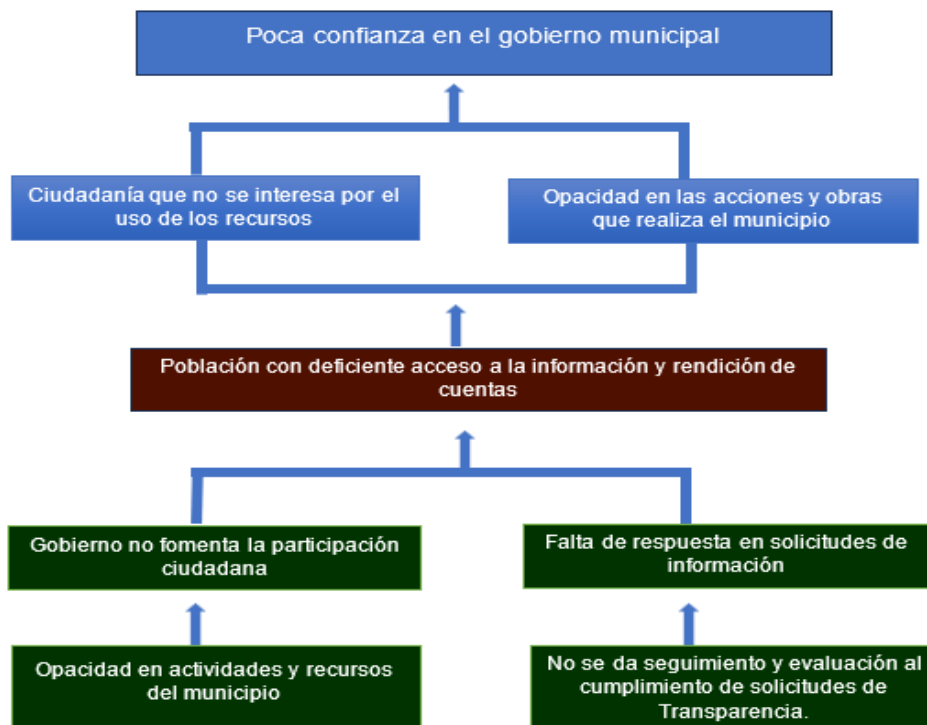 Poca confianza en el gobierno municipal
Ciudadanía que no se interesa por el
uso de los recursos
Opacidad en las acciones y obras
que realiza el municipio
Población con deficiente acceso a la información y rendición de
cuentas
Gobierno no fomenta la participación
ciudadana
Falta de respuesta en solicitudes de
información
Opacidad en actividades y recursos
del municipio
No se da seguimiento y evaluación al
cumplimiento de solicitudes de
Transparencia.